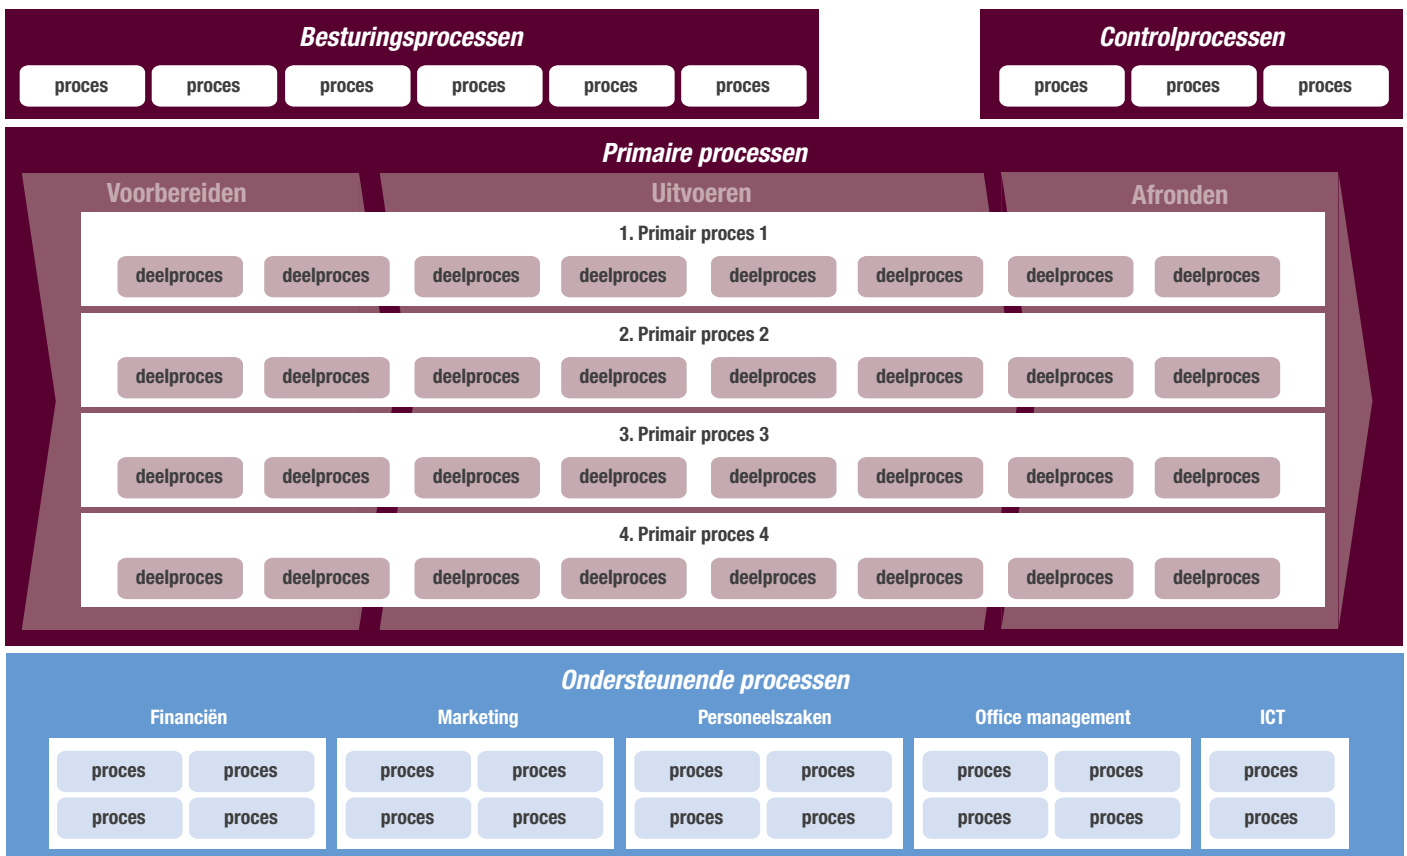 Besturingsprocessen
proces proces proces proces proces proces
Controlprocessen
proces proces proces
Primaire processen
Voorbereiden Uitvoeren Afronden
1. Primair proces 1
deelproces deelproces deelproces deelproces deelproces deelproces deelproces deelproces
2. Primair proces 2
deelproces deelproces deelproces deelproces deelproces deelproces deelproces deelproces
3. Primair proces 3
deelproces deelproces deelproces deelproces deelproces deelproces deelproces deelproces
4. Primair proces 4
deelproces deelproces deelproces deelproces deelproces deelproces deelproces deelproces
Ondersteunende processen
Financiën Marketing Personeelszaken Office management ICT
proces proces proces proces proces proces proces proces proces
proces proces proces proces proces proces proces proces proces